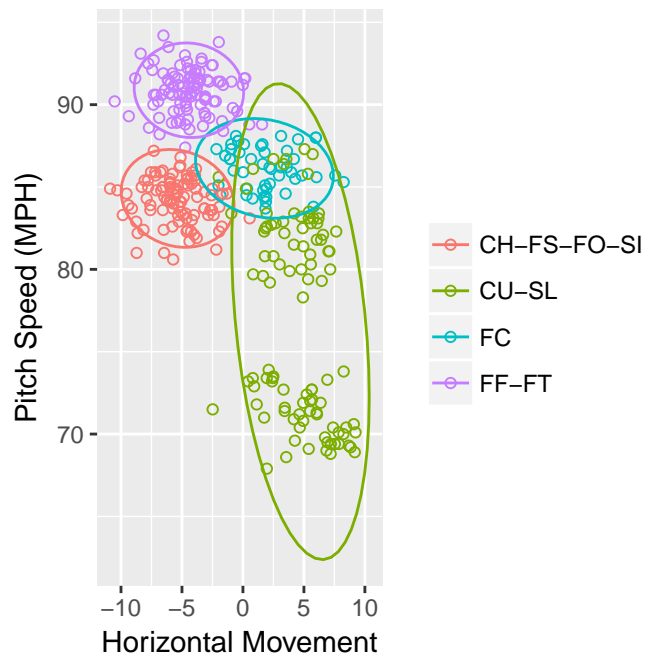 Pitch Speed (MPH)
90
80
70
−10 −5 0 5 10
Horizontal Movement
CH−FS−FO−SI
CU−SL
FC
FF−FT